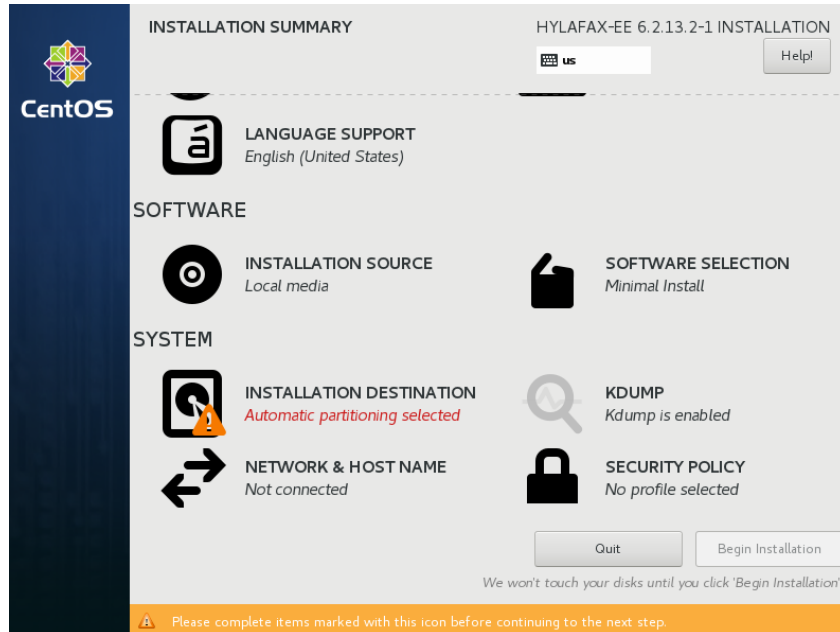 INSTALLATION SUMMARY
HYLAFAX-EE 6.2.13.2-1 INSTALLATION
us
Help!
CentOS
á
LANGUAGE SUPPORT
English (United States)
SOFTWARE
INSTALLATION SOURCE
Local media
SOFTWARE SELECTION
Minimal Install
SYSTEM
INSTALLATION DESTINATION
Automatic partitioning selected
KDUMP
Kdump is enabled
NETWORK & HOST NAME
Not connected
SECURITY POLICY
No profile selected
Quit
Begin Installation
We won't touch your disks until you click 'Begin Installation'
Please complete items marked with this icon before continuing to the next step.